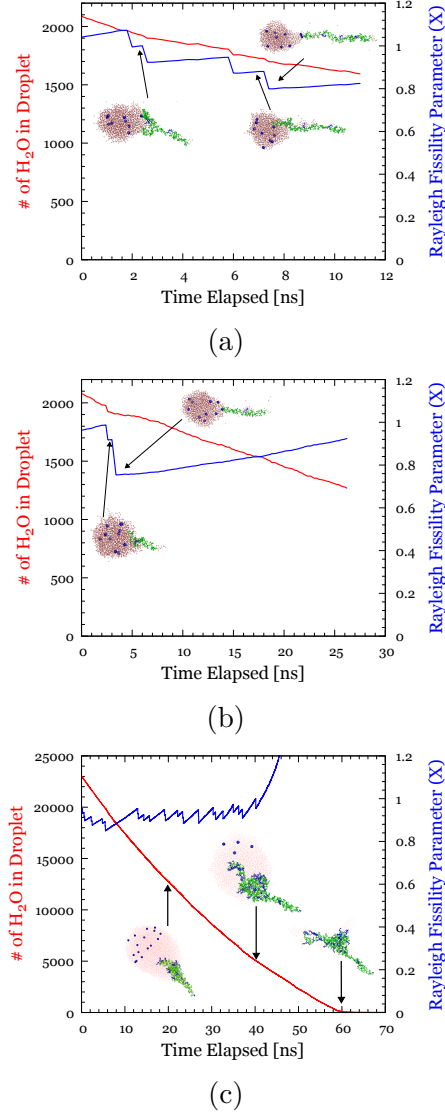 # of H₂O in Droplet
2000
1500
1000
500
0
0 2 4 6 8 10 12
Time Elapsed [ns]
1.2
1
0.8
0.6
0.4
0.2
0
Rayleigh Fissility Parameter (X)
(a)
# of H₂O in Droplet
2000
1500
1000
500
0
0 5 10 15 20 25 30
Time Elapsed [ns]
1.2
1
0.8
0.6
0.4
0.2
0
Rayleigh Fissility Parameter (X)
(b)
# of H₂O in Droplet
25000
20000
15000
10000
5000
0
0 10 20 30 40 50 60 70
Time Elapsed [ns]
1.2
1
0.8
0.6
0.4
0.2
0
Rayleigh Fissility Parameter (X)
(c)